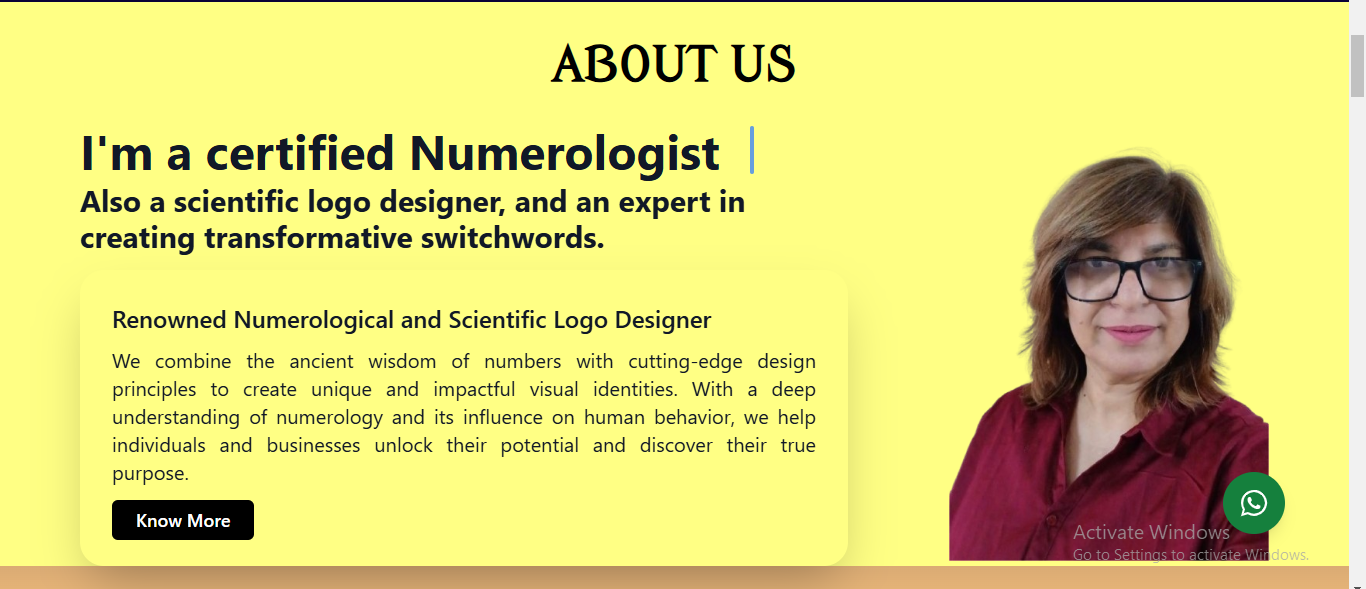 ABOUT US
I'm a certified Numerologist
Also a scientific logo designer, and an expert in
creating transformative switchwords.
Renowned Numerological and Scientific Logo Designer
We combine the ancient wisdom of numbers with cutting-edge design
principles to create unique and impactful visual identities. With a deep
understanding of numerology and its influence on human behavior, we help
individuals and businesses unlock their potential and discover their true
purpose.
Know More
Activate Windows
Go to Settings to activate Windows.